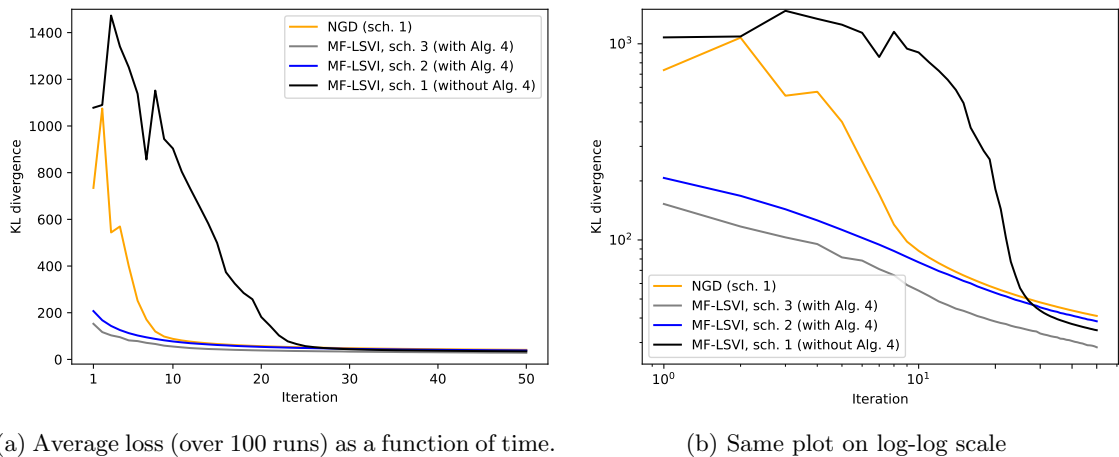 1400
1200
1000
800
600
400
200
0
KL divergence
1
10
20
30
40
50
Iteration
NGD (sch. 1)
MF-LSVI, sch. 3 (with Alg. 4)
MF-LSVI, sch. 2 (with Alg. 4)
MF-LSVI, sch. 1 (without Alg. 4)
(a) Average loss (over 100 runs) as a function of time.
10³
10²
KL divergence
10⁰
10¹
Iteration
NGD (sch. 1)
MF-LSVI, sch. 3 (with Alg. 4)
MF-LSVI, sch. 2 (with Alg. 4)
MF-LSVI, sch. 1 (without Alg. 4)
(b) Same plot on log-log scale